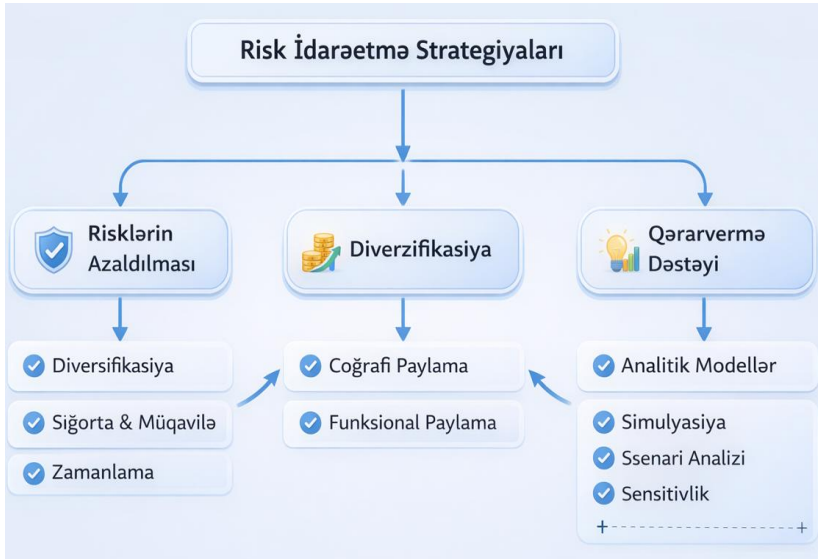 Risk İdarəetmə Strategiyaları
Risklərin
Azaldılması
Diverzifikasiya
Qərarvermə
Dəstəyi
Diversifikasiya
Sığorta & Müqavilə
Zamanlama
Coğrafi Paylama
Funksional Paylama
Analitik Modellər
Simulyasiya
Ssenari Analizi
Sensitivlik